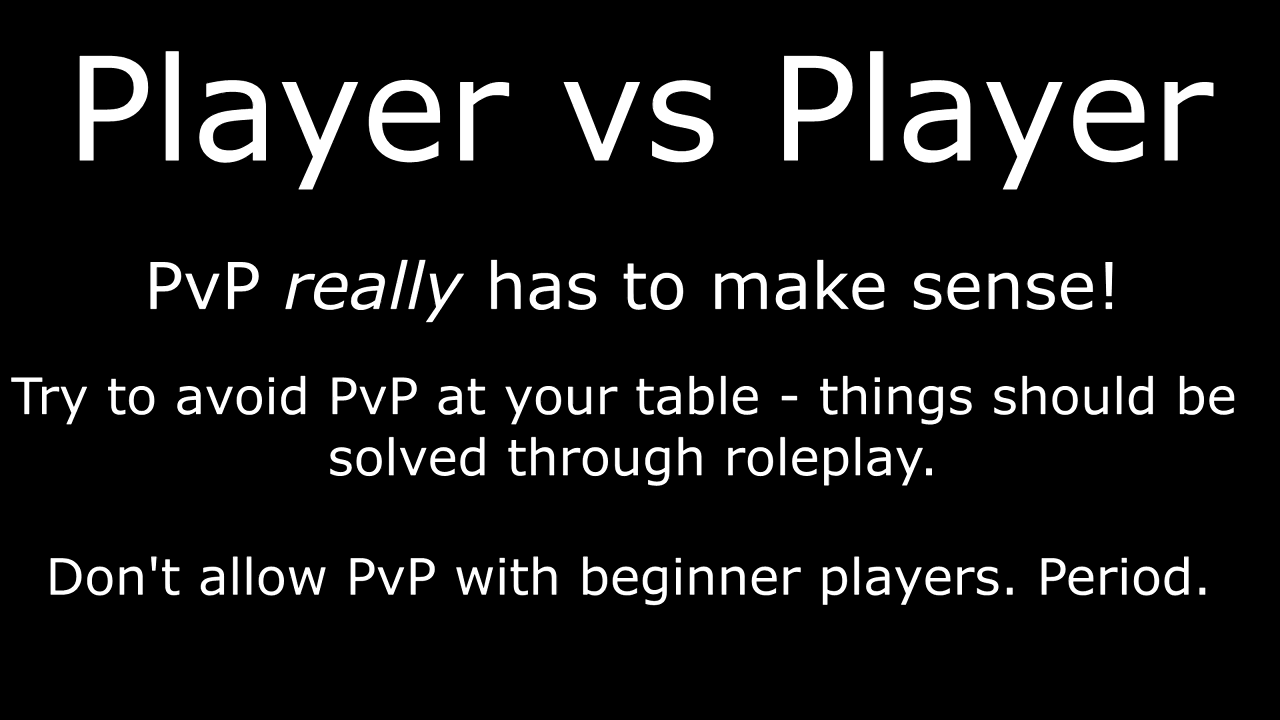 Player vs Player
PvP really has to make sense!
Try to avoid PvP at your table - things should be
solved through roleplay.
Don't allow PvP with beginner players. Period.